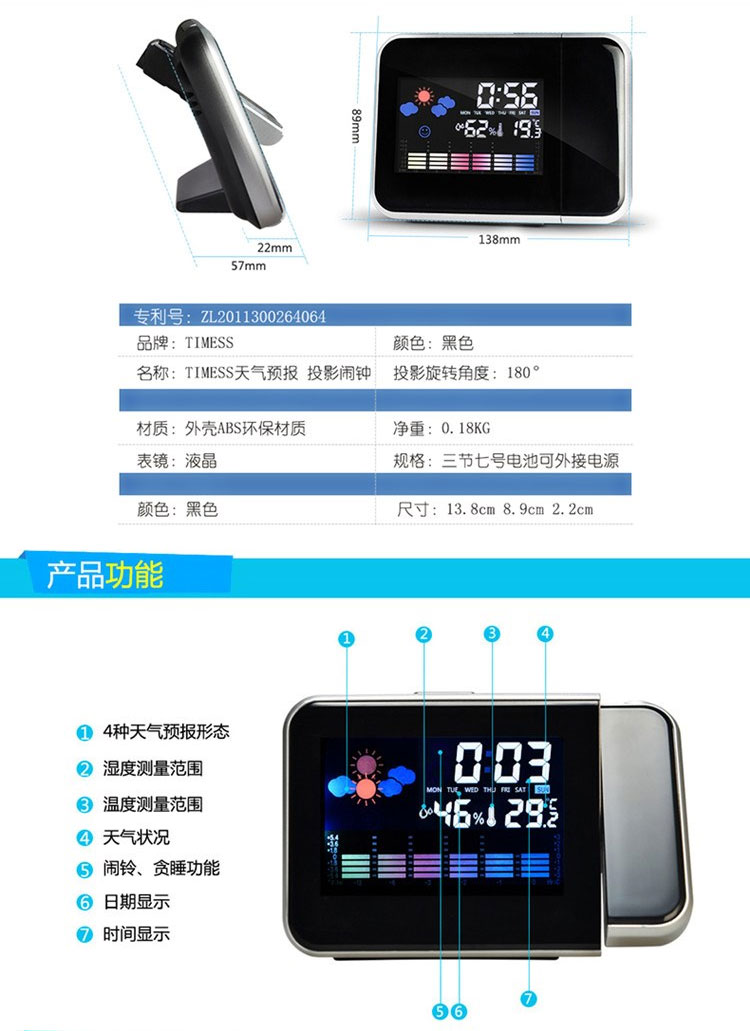 0:56
MON TUE WED THU FRI SAT SUN
62% 19.3℃
89mm
22mm
57mm
138mm
专利号: ZL2011300264064
品牌: TIMESS
颜色: 黑色
名称: TIMESS天气预报 投影闹钟
投影旋转角度: 180°
材质: 外壳ABS环保材质
净重: 0.18KG
表镜: 液晶
规格: 三节七号电池可外接电源
颜色: 黑色
尺寸: 13.8cm 8.9cm 2.2cm
产品功能
1 2 3 4
1 4种天气预报形态
2 湿度测量范围
3 温度测量范围
4 天气状况
5 闹铃、贪睡功能
6 日期显示
7 时间显示
0:03
MON TUE WED THU FRI SAT SUN
46% 29.2℃
5 6 7